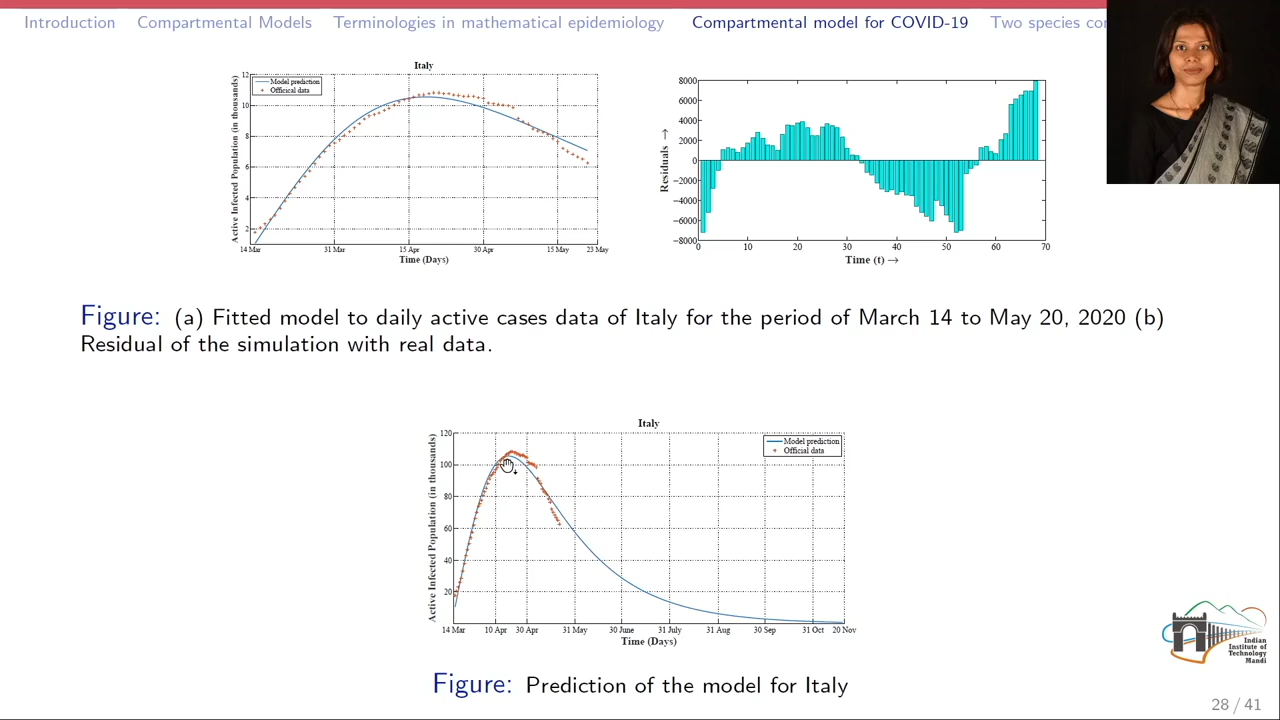 Introduction Compartmental Models Terminologies in mathematical epidemiology Compartmental model for COVID-19 Two species
Italy
Model prediction
Offficial data
12
10
8
6
4
2
Active Infected Population (in thousands)
14 Mar 31 Mar 15 Apr 30 Apr 15 May 23 May
Time (Days)
8000
6000
4000
2000
0
−2000
−4000
−6000
−8000
Residuals →
0 10 20 30 40 50 60 70
Time (t) →
Figure: (a) Fitted model to daily active cases data of Italy for the period of March 14 to May 20, 2020 (b)
Residual of the simulation with real data.
Italy
Model prediction
Official data
120
100
80
60
40
20
Active Infected Population (in thousands)
14 Mar 10 Apr 30 Apr 31 May 30 June 31 July 31 Aug 30 Sep 31 Oct 20 Nov
Time (Days)
Figure: Prediction of the model for Italy
Indian
Institute of
Technology
Mandi
28 / 41